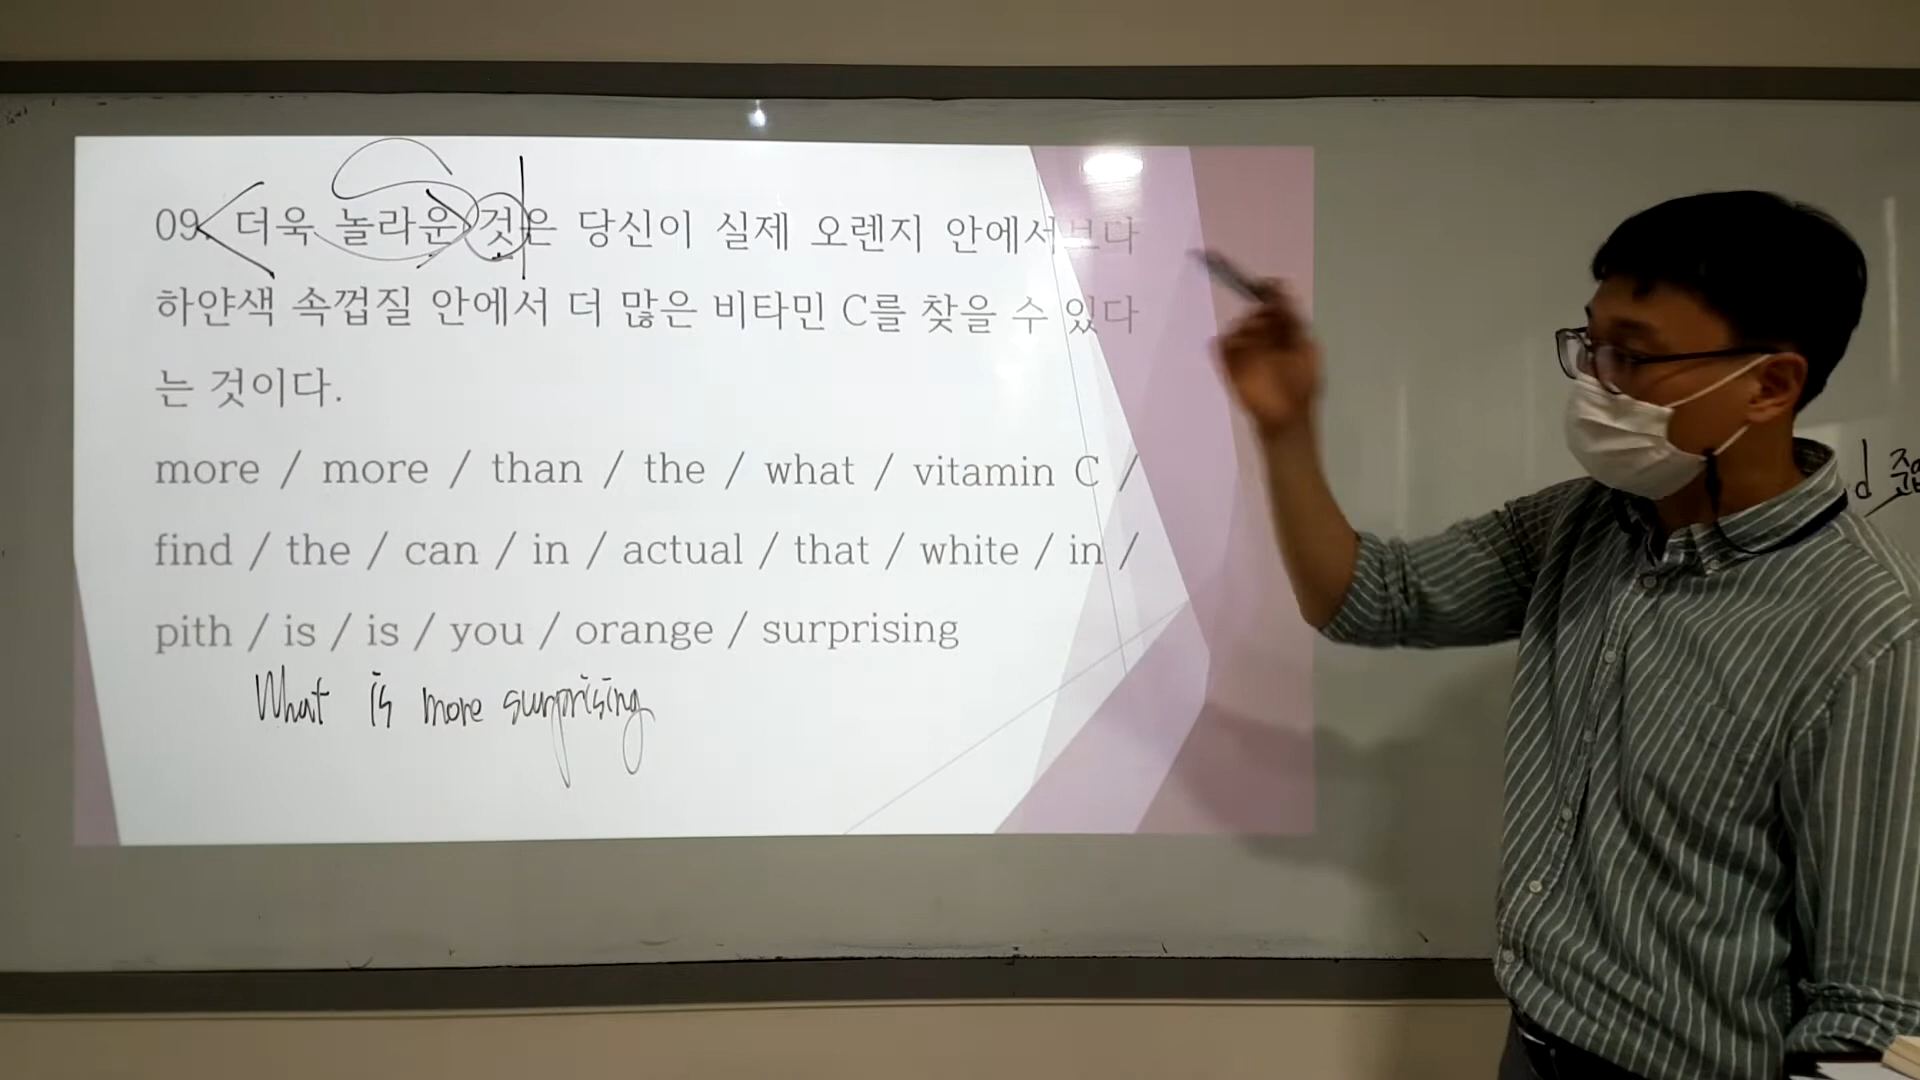 09. 더욱 놀라운 것은 당신이 실제 오렌지 안에서보다
하얀색 속껍질 안에서 더 많은 비타민 C를 찾을 수 있다
는 것이다.
more / more / than / the / what / vitamin C /
find / the / can / in / actual / that / white / in /
pith / is / is / you / orange / surprising
What is more surprising
d